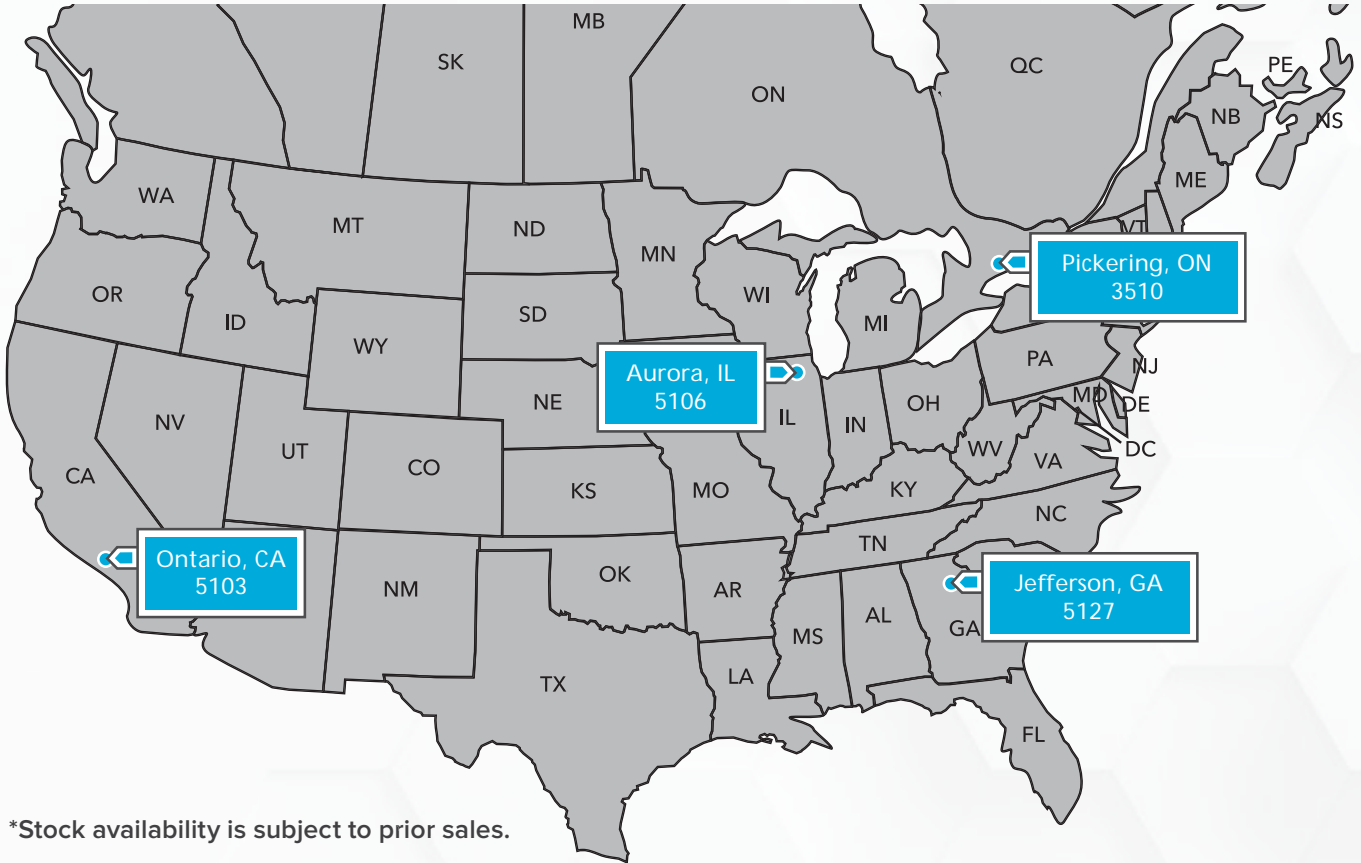 MB
SK
ON
QC
PE
NB
NS
WA
ME
MT
ND
VT
MN
Pickering, ON
3510
OR
WI
ID
SD
MI
WY
PA
Aurora, IL
5106
NJ
NE
MD
DE
OH
NV
IL
IN
DC
UT
WV
CO
VA
CA
KS
MO
KY
NC
TN
Ontario, CA
5103
OK
Jefferson, GA
5127
NM
AR
AL
GA
MS
LA
TX
FL
*Stock availability is subject to prior sales.